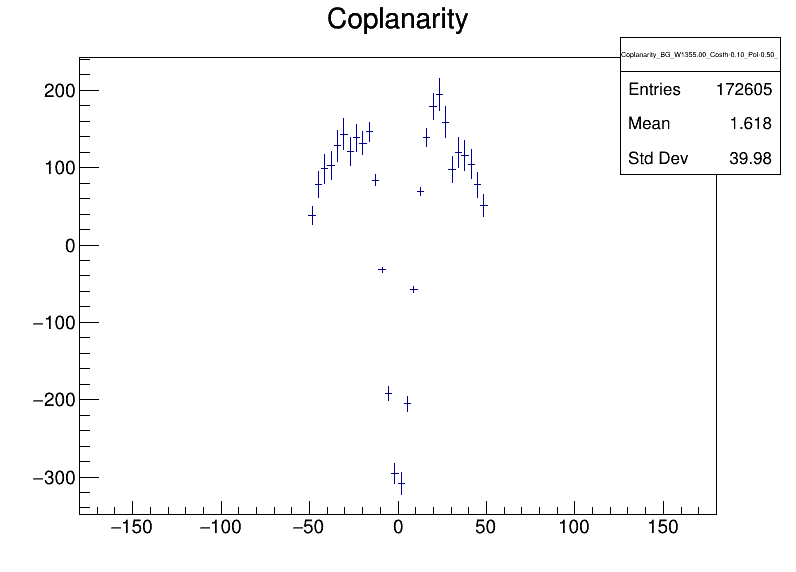 Coplanarity
Coplanarity_BG_W1355.00_Costh-0.10_Pol-0.50_
Entries 172605
Mean 1.618
Std Dev 39.98
200
100
0
−100
−200
−300
−150 −100 −50 0 50 100 150